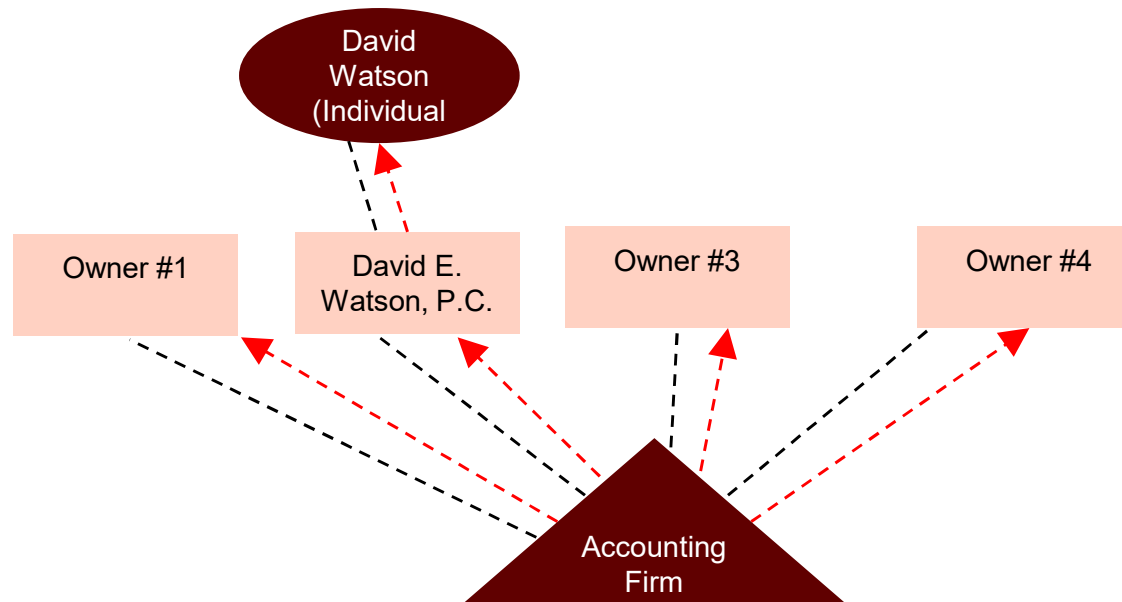 David
Watson
(Individual
Owner #1
David E.
Watson, P.C.
Owner #3
Owner #4
Accounting
Firm